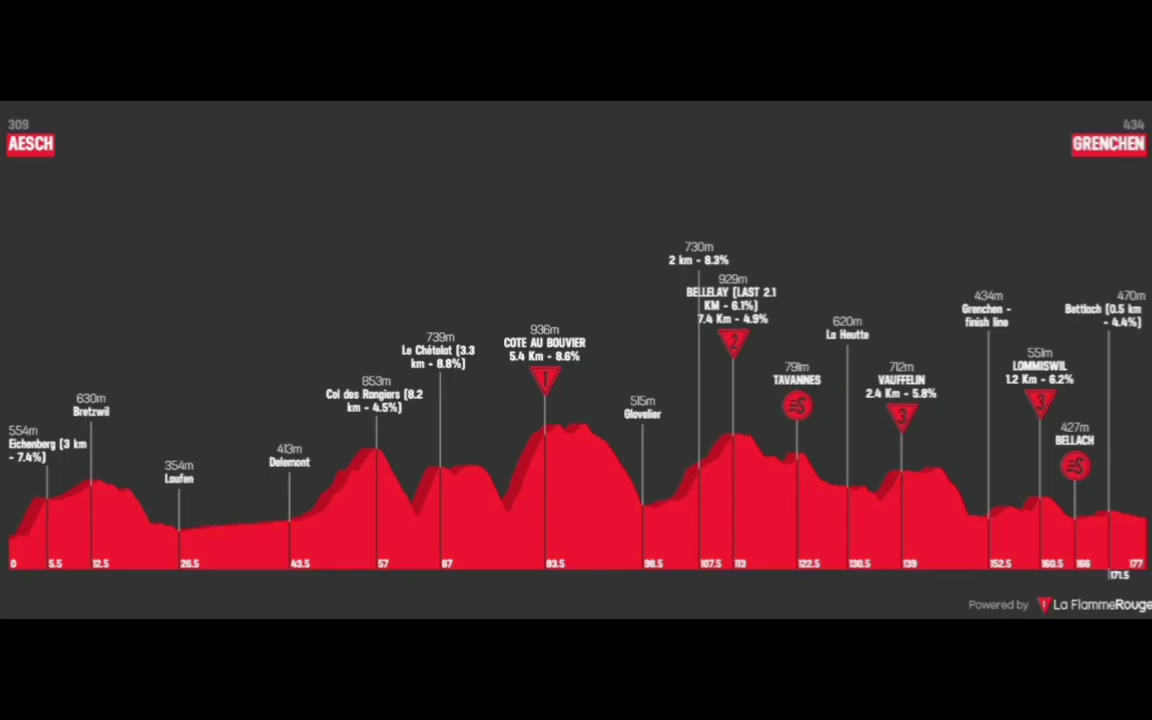 309
AESCH
434
GRENCHEN
554m
Eichenberg (3 km
- 7.4%)
630m
Bretzwil
354m
Laufen
413m
Delemont
853m
Col des Rangiers (8.2
km - 4.5%)
739m
Le Chételat (3.3
km - 8.8%)
936m
COTE AU BOUVIER
5.4 Km - 8.6%
1
515m
Glovelier
730m
2 km - 8.3%
929m
BELLELAY (LAST 2.1
KM - 6.1%)
7.4 Km - 4.9%
2
791m
TAVANNES
S
620m
La Heutte
712m
VAUFFELIN
2.4 Km - 5.8%
3
434m
Grenchen -
finish line
551m
LOMMISWIL
1.2 Km - 6.2%
3
427m
BELLACH
S
470m
Bettlach (0.5 km
- 4.4%)
0 5.5 12.5 26.5 43.5 57 67 83.5 98.5 107.5 113 122.5 130.5 139 152.5 160.5 166 177
171.5
Powered by La FlammeRouge